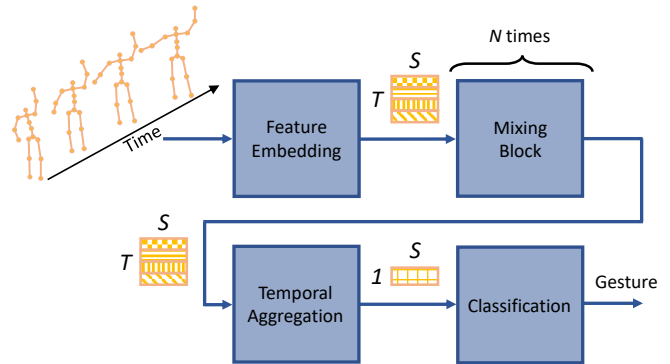 N times
S
T
Time
Feature
Embedding
Mixing
Block
S
T
S
1
Temporal
Aggregation
Classification
Gesture